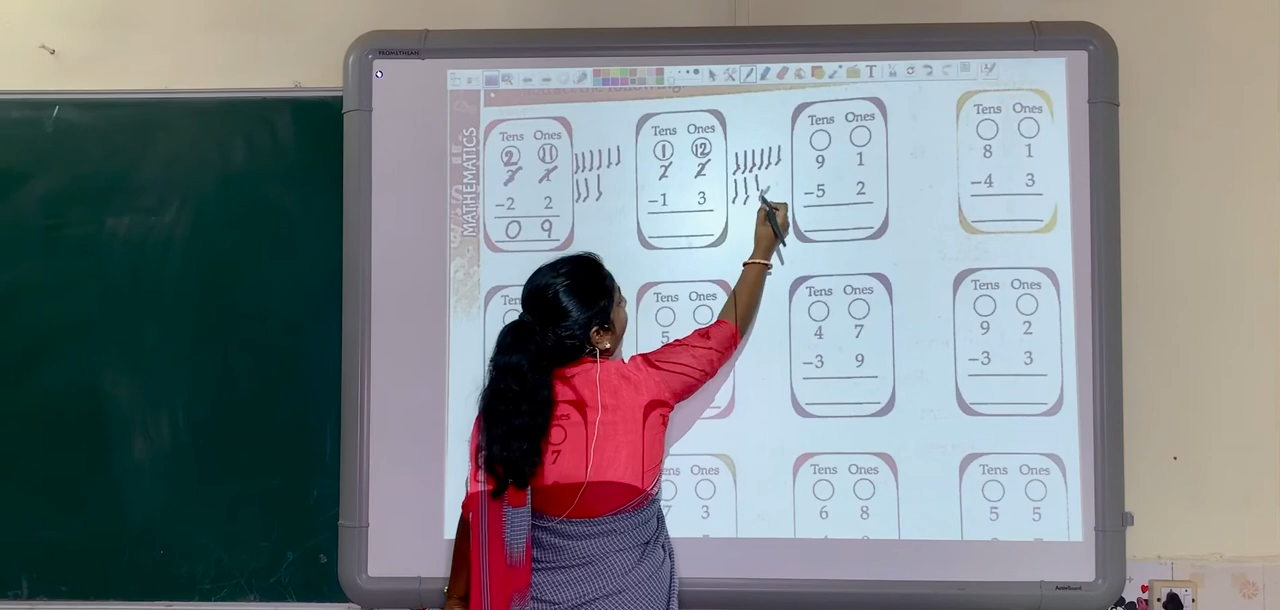 PROMETHEAN
MATHEMATICS
Tens Ones
2 11
3 1
-2 2
0 9
Tens Ones
1 12
2 2
-1 3
Tens Ones
9 1
-5 2
Tens Ones
8 1
-4 3
Tens Ones
5
Tens Ones
4 7
-3 9
Tens Ones
9 2
-3 3
7
Ones
7 3
Tens Ones
6 8
Tens Ones
5 5
ActivBoard